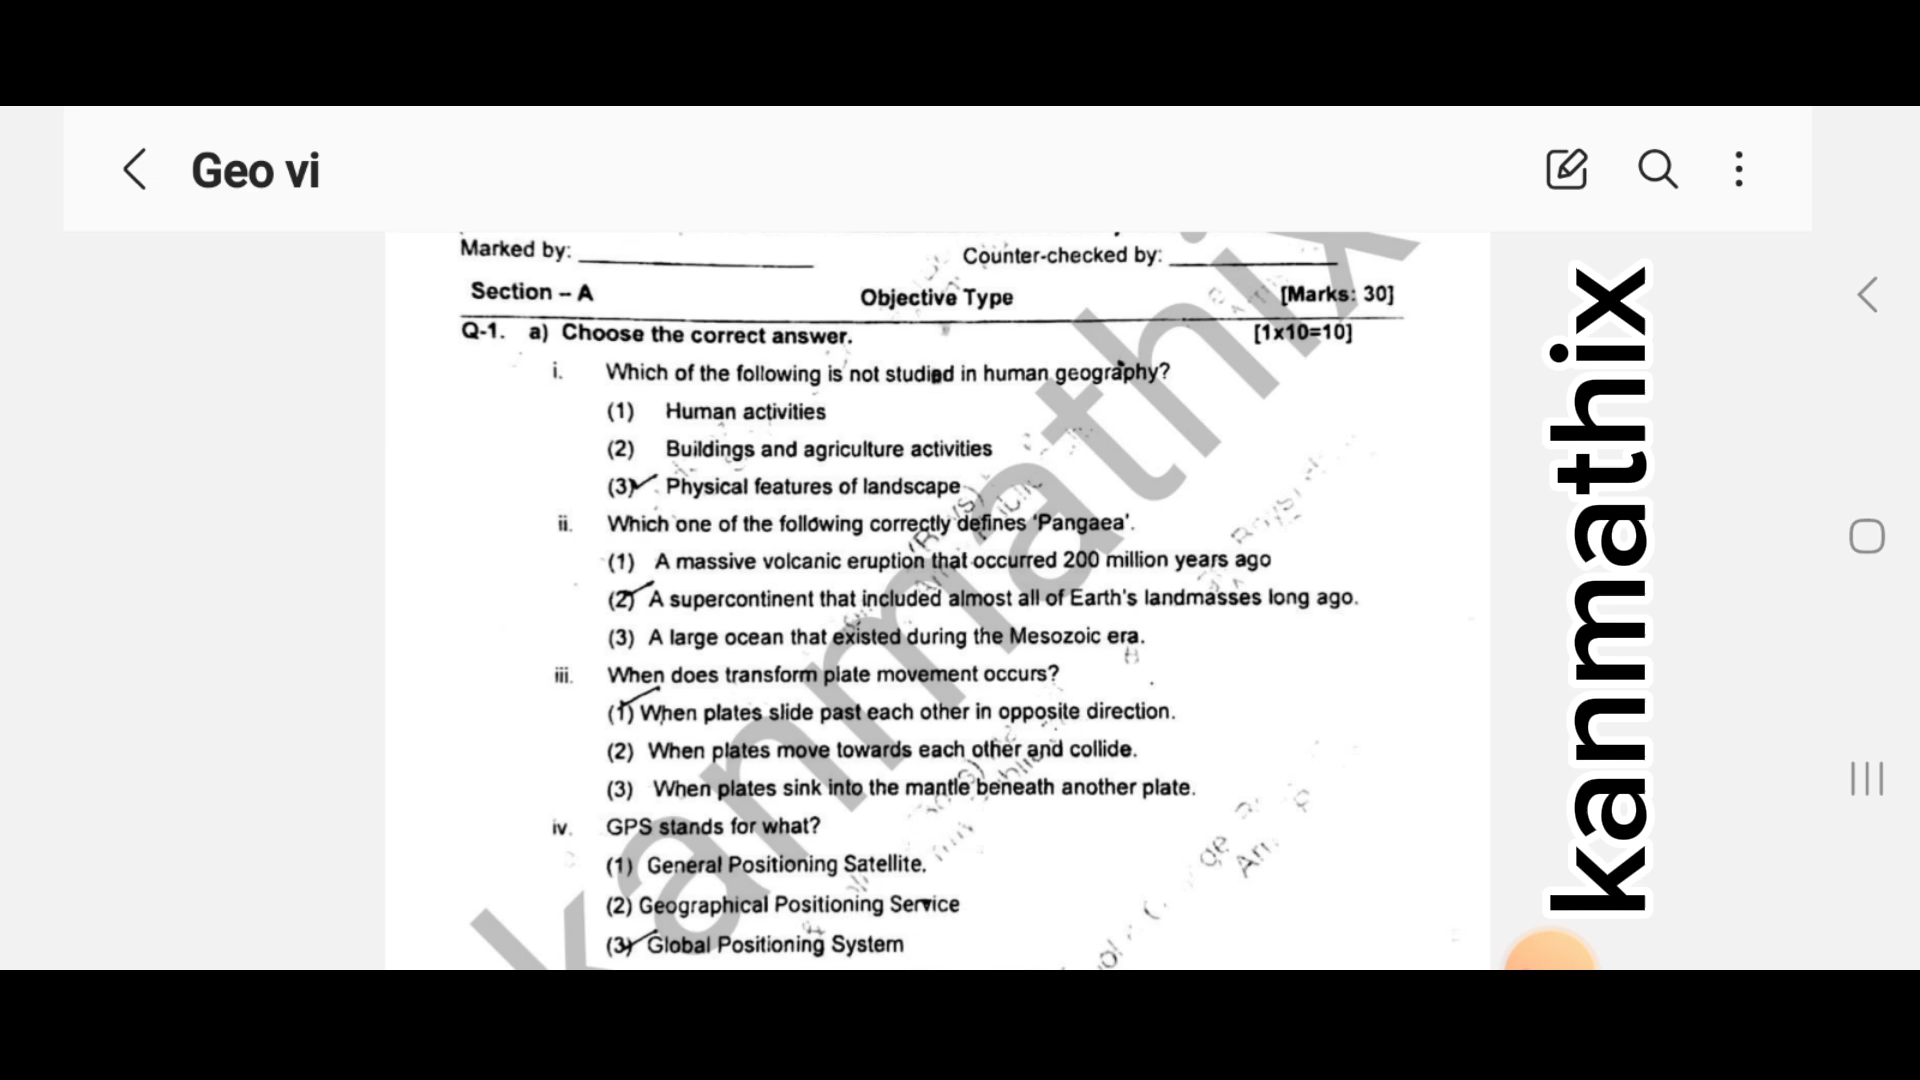 Geo vi
Marked by:
Counter-checked by:
Section – A
Objective Type
[Marks: 30]
Q-1. a) Choose the correct answer. [1x10=10]
i. Which of the following is not studied in human geography?
(1) Human activities
(2) Buildings and agriculture activities
(3) Physical features of landscape
ii. Which one of the following correctly defines 'Pangaea'.
(1) A massive volcanic eruption that occurred 200 million years ago
(2) A supercontinent that included almost all of Earth's landmasses long ago.
(3) A large ocean that existed during the Mesozoic era.
iii. When does transform plate movement occurs?
(1) When plates slide past each other in opposite direction.
(2) When plates move towards each other and collide.
(3) When plates sink into the mantle beneath another plate.
iv. GPS stands for what?
(1) General Positioning Satellite.
(2) Geographical Positioning Service
(3) Global Positioning System
kanmathix
kanmathix